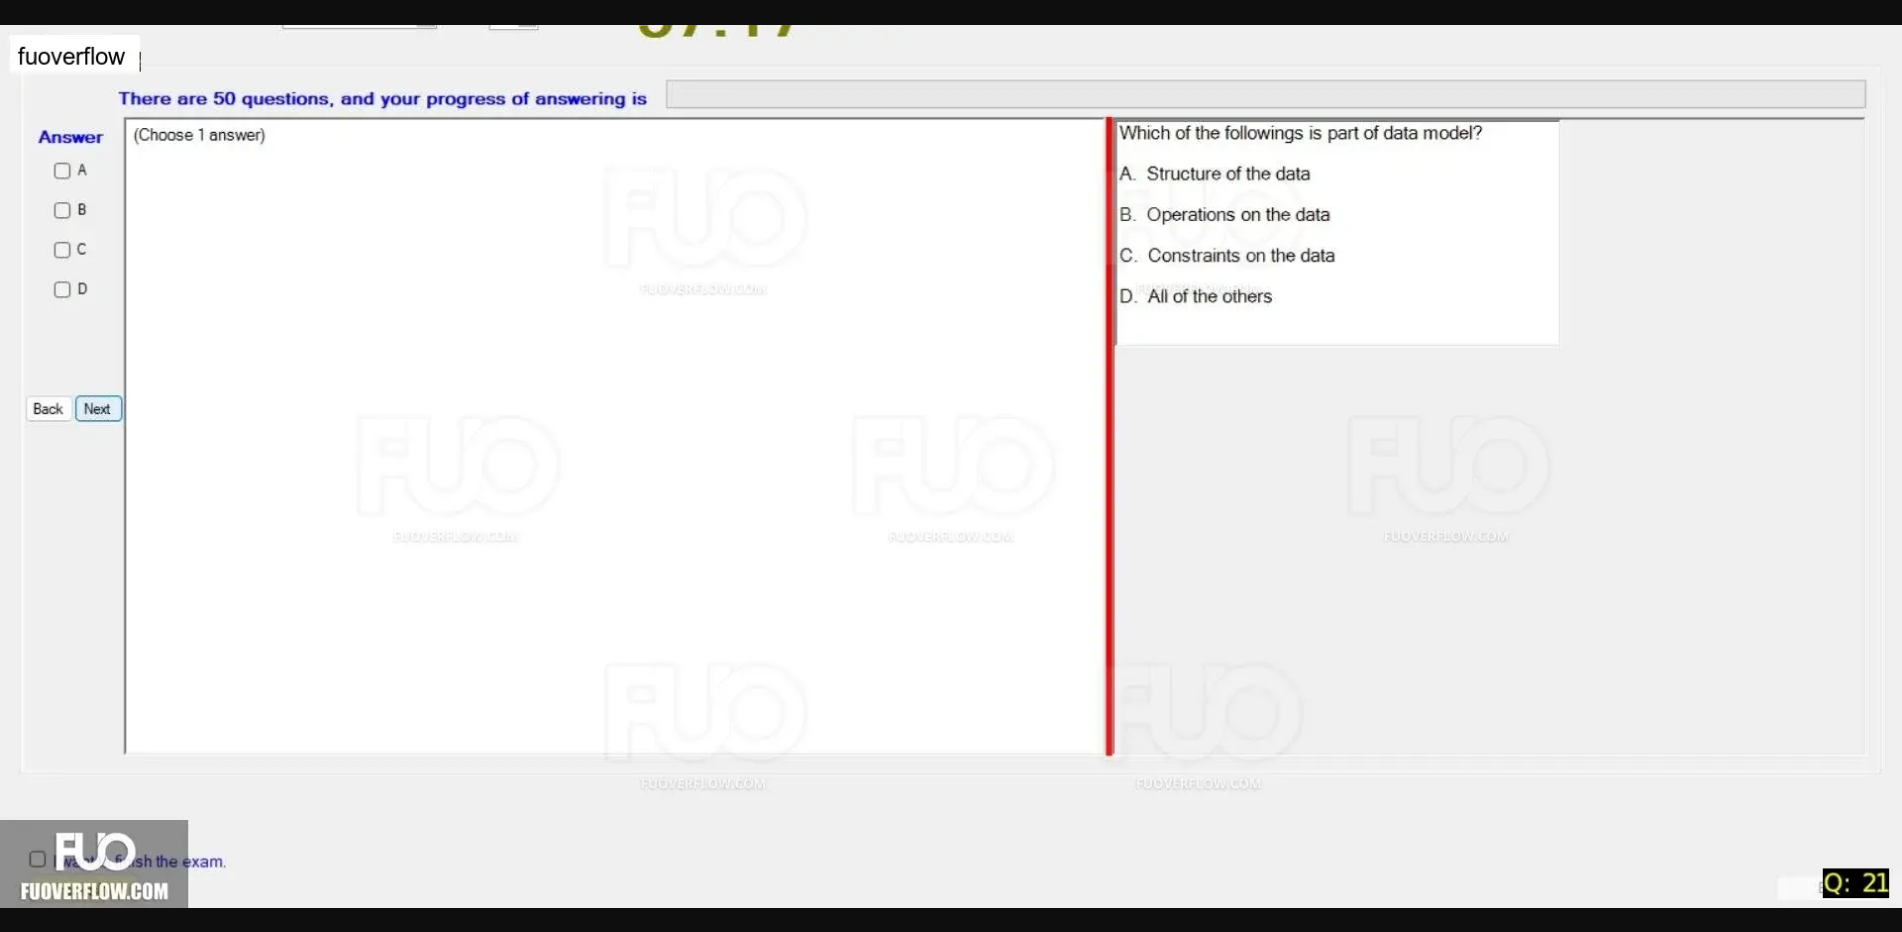 fuoverflow
There are 50 questions, and your progress of answering is
Answer
(Choose 1 answer)
A
B
C
D
Back
Next
Which of the followings is part of data model?
A. Structure of the data
B. Operations on the data
C. Constraints on the data
D. All of the others
FUO
FUOVERFLOW.COM
FUO
FUOVERFLOW.COM
FUO
FUOVERFLOW.COM
FUO
FUOVERFLOW.COM
FUO
FUOVERFLOW.COM
FUO
FUOVERFLOW.COM
FUO
FUOVERFLOW.COM
the exam.
FUO
FUOVERFLOW.COM
Q: 21